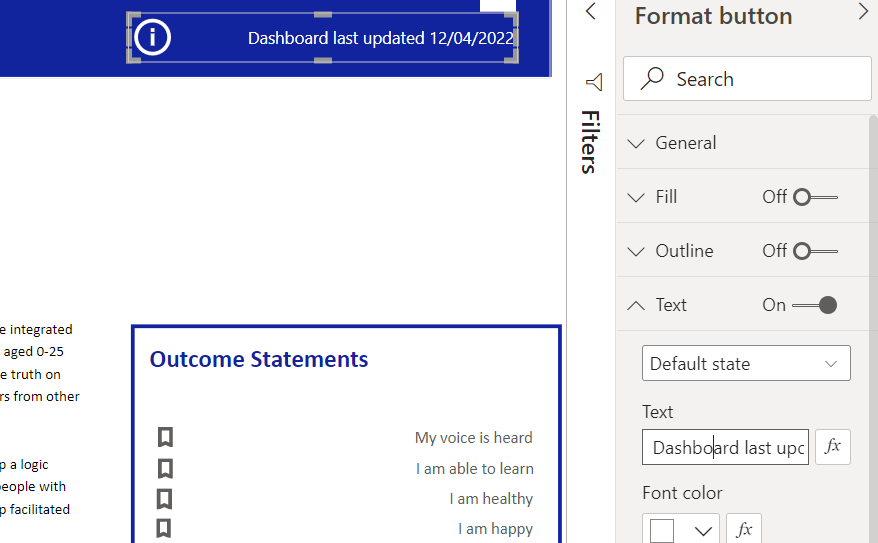 Dashboard last updated 12/04/2022
e integrated
aged 0-25
e truth on
rs from other
p a logic
people with
p facilitated
Outcome Statements
My voice is heard
I am able to learn
I am healthy
I am happy
Filters
Format button
Search
General
Fill Off
Outline Off
Text On
Default state
Text
Dashboard last upd
fx
Font color
fx